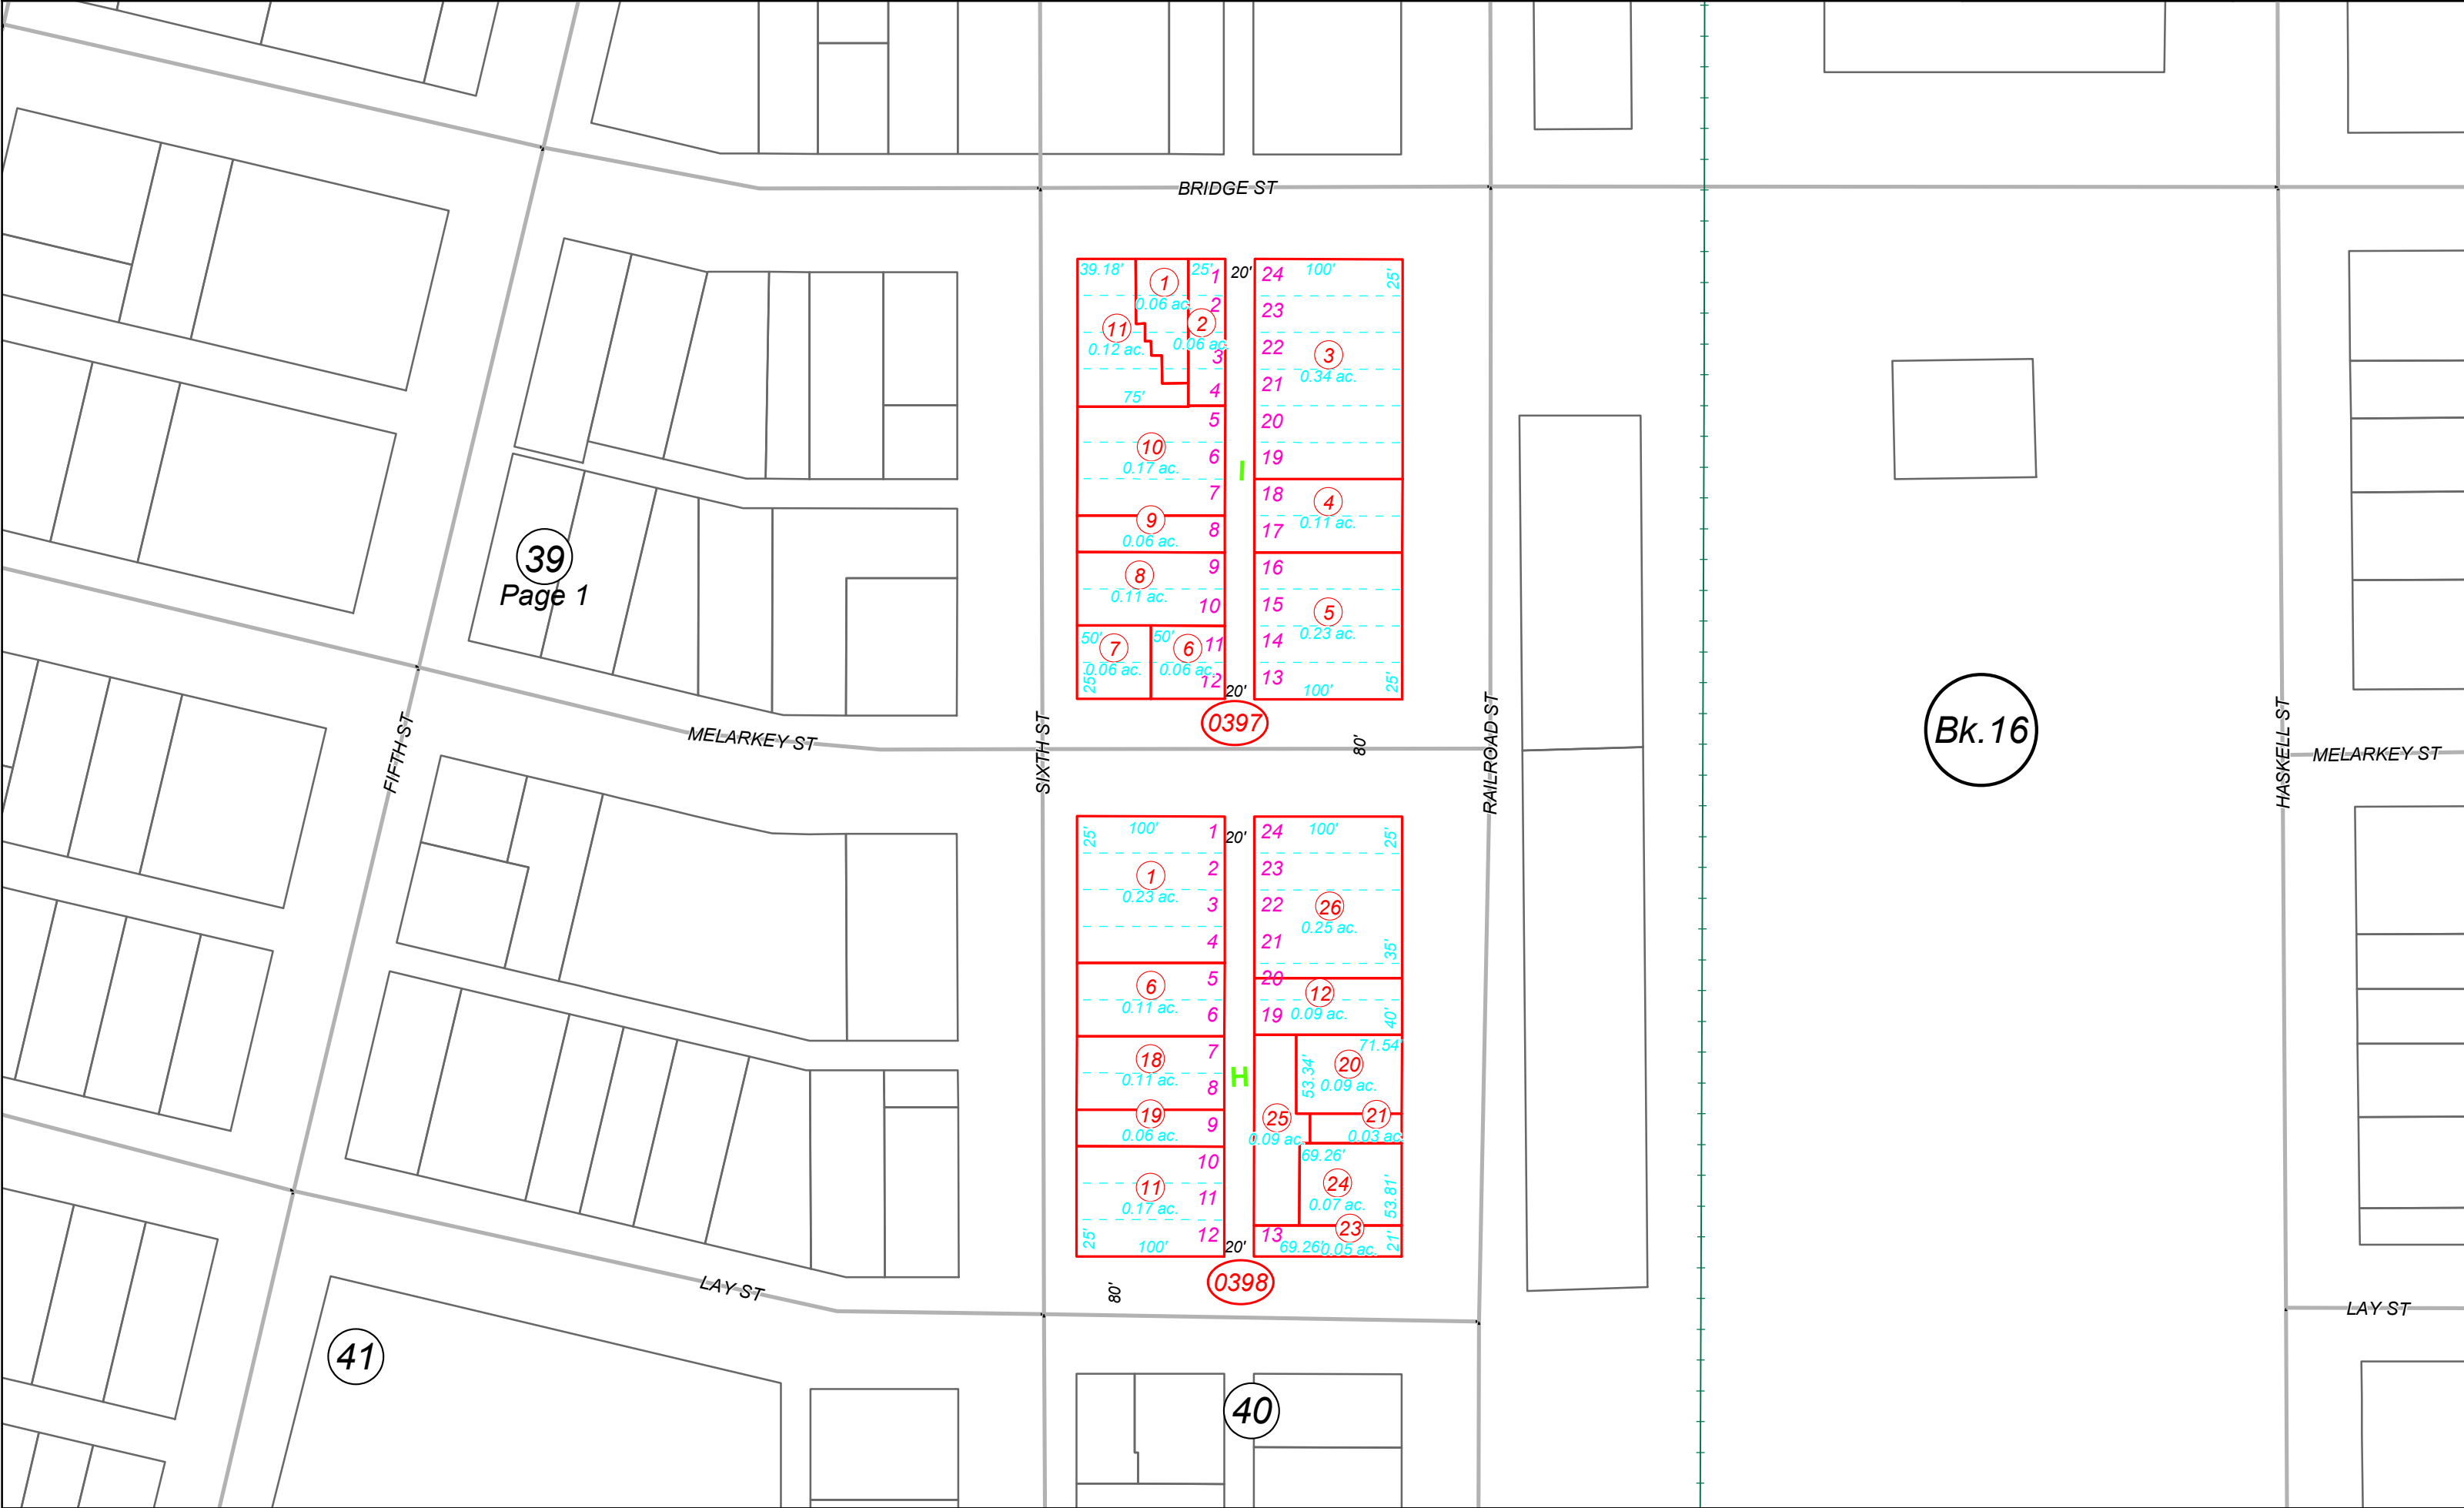 BRIDGE ST
39.18'
1
0.06 ac.
25'
1
20'
24
100'
25'
2
23
11
0.12 ac.
2
0.06 ac.
3
22
3
0.34 ac.
75'
4
21
5
20
10
0.17 ac.
6
I
19
7
18
4
0.11 ac.
9
0.06 ac.
8
17
8
0.11 ac.
9
16
10
15
5
0.23 ac.
50'
7
0.06 ac.
25'
50'
6
0.06 ac.
11
14
12
20'
13
100'
25'
0397
39
Page 1
MELARKEY ST
FIFTH ST
SIXTH ST
80'
RAILROAD ST
Bk.16
HASKELL ST
MELARKEY ST
25'
100'
1
20'
24
100'
25'
2
23
1
0.23 ac.
3
22
26
0.25 ac.
4
21
35'
5
20
6
0.11 ac.
6
19
12
0.09 ac.
40'
7
71.54'
18
0.11 ac.
8
H
53.34'
20
0.09 ac.
19
0.06 ac.
9
25
0.09 ac.
21
0.03 ac.
10
69.26'
11
0.17 ac.
11
24
0.07 ac.
53.81'
25'
100'
12
20'
13
69.26'
23
0.05 ac.
21'
0398
80'
LAY ST
LAY ST
41
40